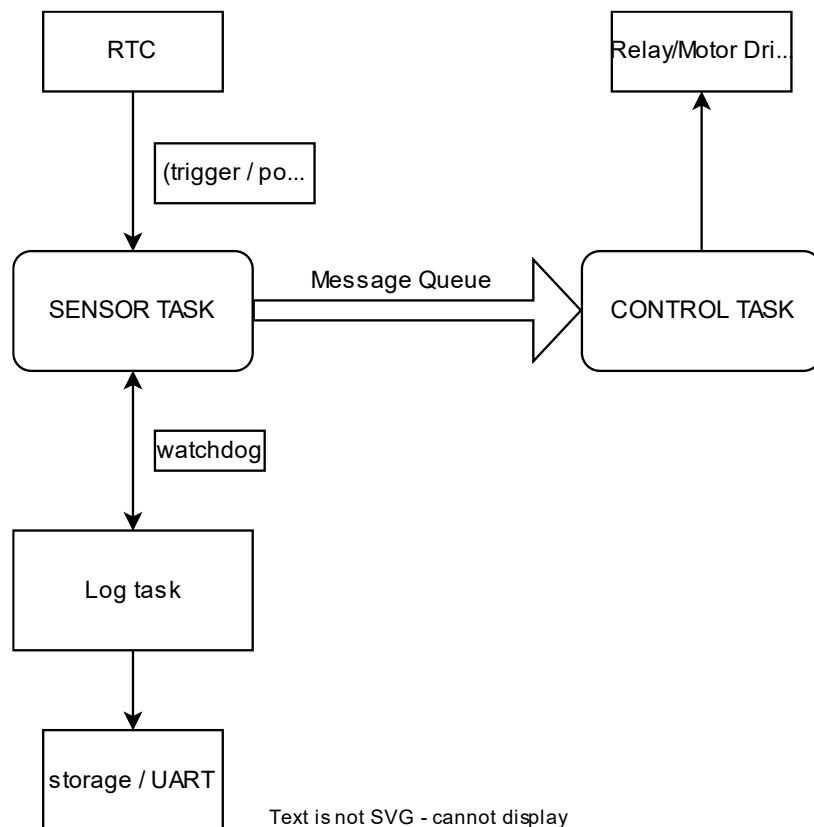 RTC
Relay/Motor Dri...
(trigger / po...
Message Queue
SENSOR TASK
CONTROL TASK
watchdog
Log task
storage / UART
Text is not SVG - cannot display